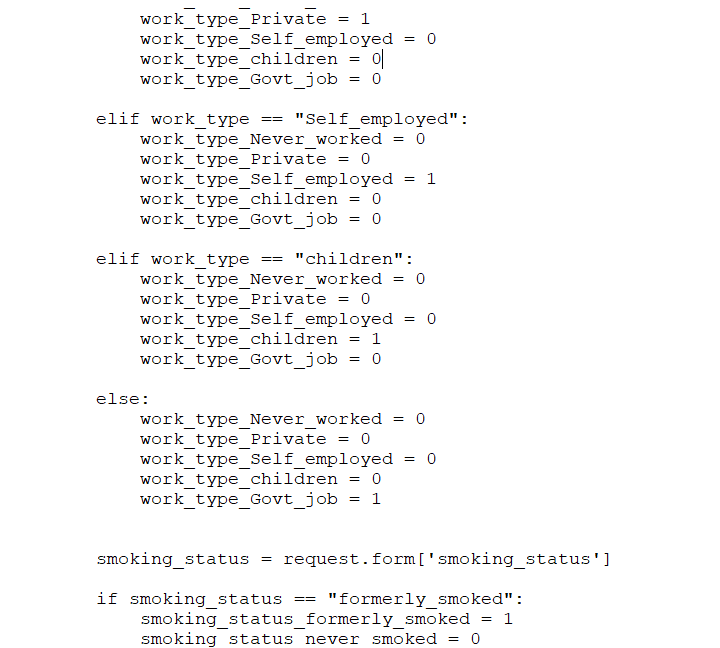 work_type_Private = 1
work_type_Self_employed = 0
work_type_children = 0
work_type_Govt_job = 0
elif work_type == "Self_employed":
work_type_Never_worked = 0
work_type_Private = 0
work_type_Self_employed = 1
work_type_children = 0
work_type_Govt_job = 0
elif work_type == "children":
work_type_Never_worked = 0
work_type_Private = 0
work_type_Self_employed = 0
work_type_children = 1
work_type_Govt_job = 0
else:
work_type_Never_worked = 0
work_type_Private = 0
work_type_Self_employed = 0
work_type_children = 0
work_type_Govt_job = 1
smoking_status = request.form['smoking_status']
if smoking_status == "formerly_smoked":
smoking_status_formerly_smoked = 1
smoking_status_never_smoked = 0